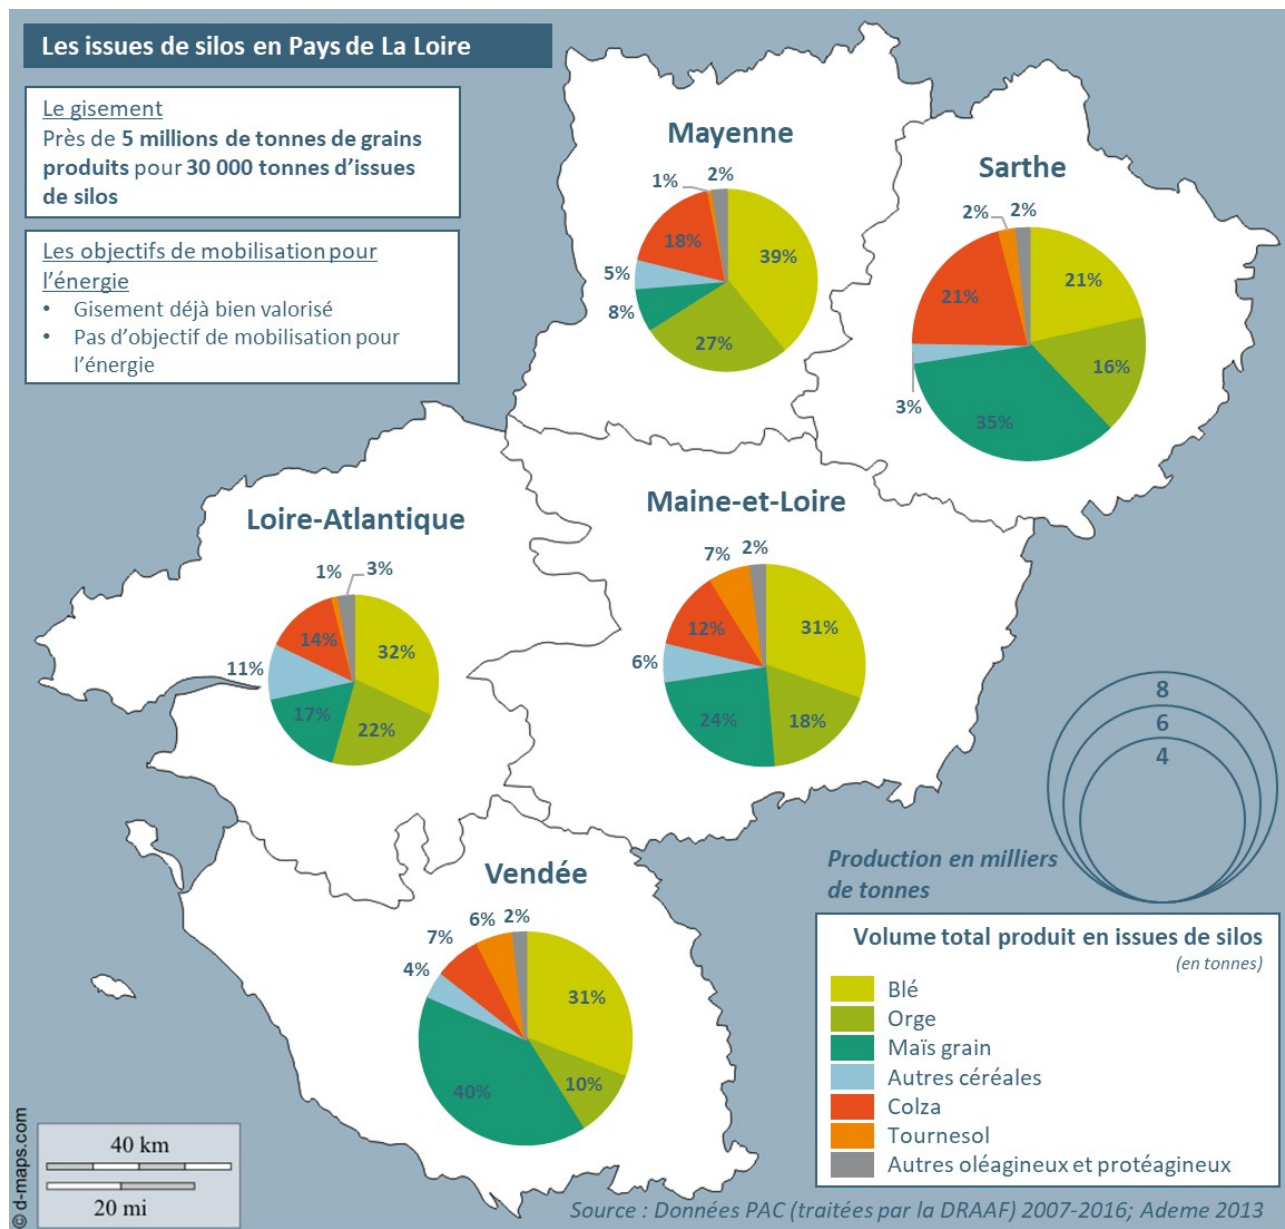 Les issues de silos en Pays de La Loire
Le gisement
Près de 5 millions de tonnes de grains
produits pour 30 000 tonnes d’issues
de silos
Les objectifs de mobilisation pour
l’énergie
• Gisement déjà bien valorisé
• Pas d’objectif de mobilisation pour
l’énergie
Mayenne
1%
2%
39%
18%
5%
8%
27%
Sarthe
2%
2%
21%
21%
16%
3%
35%
Loire-Atlantique
1%
3%
32%
14%
11%
17%
22%
Maine-et-Loire
7%
2%
31%
12%
6%
24%
18%
Vendée
6%
2%
7%
4%
31%
10%
40%
8
6
4
Production en milliers
de tonnes
Volume total produit en issues de silos
(en tonnes)
Blé
Orge
Maïs grain
Autres céréales
Colza
Tournesol
Autres oléagineux et protéagineux
© d-maps.com
40 km
20 mi
Source : Données PAC (traitées par la DRAAF) 2007-2016; Ademe 2013